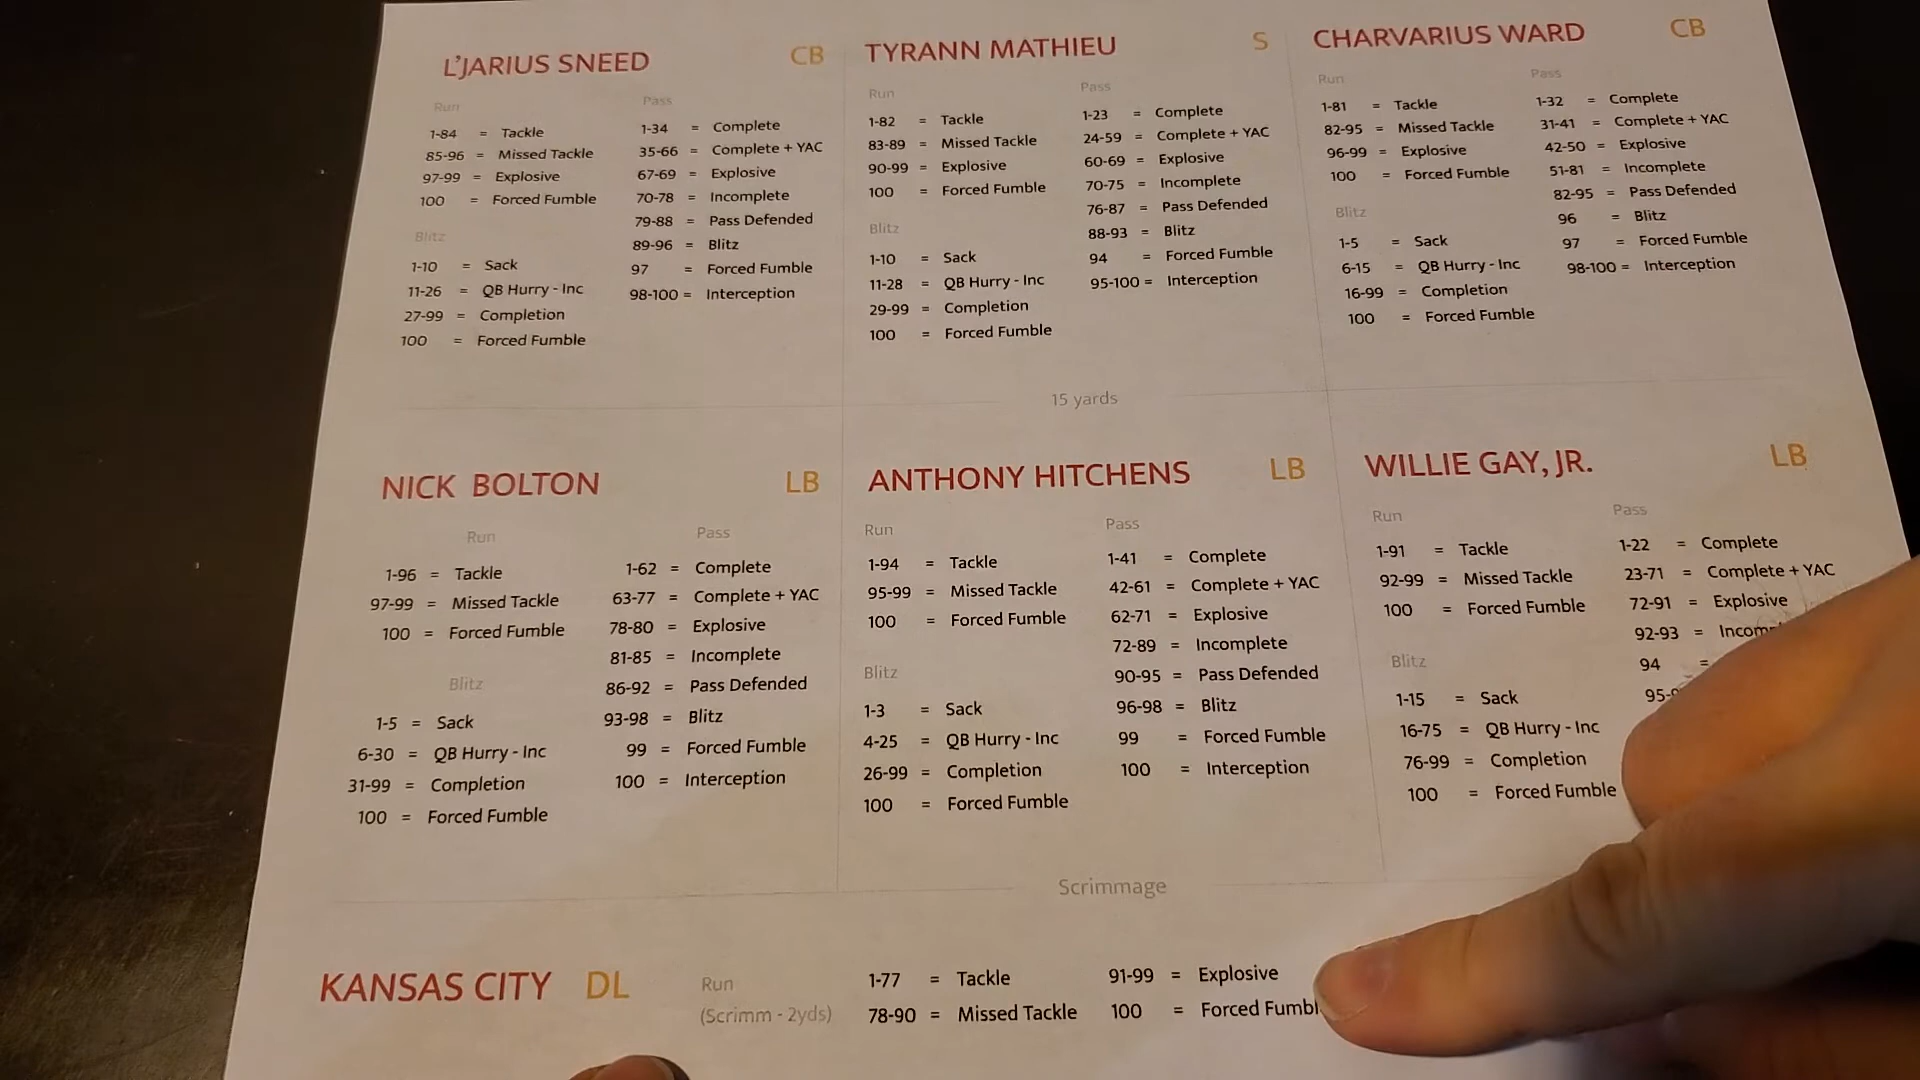 L'JARIUS SNEED CB
Run
1-84 = Tackle
85-96 = Missed Tackle
97-99 = Explosive
100 = Forced Fumble
Blitz
1-10 = Sack
11-26 = QB Hurry - Inc
27-99 = Completion
100 = Forced Fumble
Pass
1-34 = Complete
35-66 = Complete + YAC
67-69 = Explosive
70-78 = Incomplete
79-88 = Pass Defended
89-96 = Blitz
97 = Forced Fumble
98-100 = Interception
TYRANN MATHIEU S
Run
1-82 = Tackle
83-89 = Missed Tackle
90-99 = Explosive
100 = Forced Fumble
Blitz
1-10 = Sack
11-28 = QB Hurry - Inc
29-99 = Completion
100 = Forced Fumble
Pass
1-23 = Complete
24-59 = Complete + YAC
60-69 = Explosive
70-75 = Incomplete
76-87 = Pass Defended
88-93 = Blitz
94 = Forced Fumble
95-100 = Interception
CHARVARIUS WARD CB
Run
1-81 = Tackle
82-95 = Missed Tackle
96-99 = Explosive
100 = Forced Fumble
Blitz
1-5 = Sack
6-15 = QB Hurry - Inc
16-99 = Completion
100 = Forced Fumble
Pass
1-32 = Complete
31-41 = Complete + YAC
42-50 = Explosive
51-81 = Incomplete
82-95 = Pass Defended
96 = Blitz
97 = Forced Fumble
98-100 = Interception
15 yards
NICK BOLTON LB
Run
1-96 = Tackle
97-99 = Missed Tackle
100 = Forced Fumble
Blitz
1-5 = Sack
6-30 = QB Hurry - Inc
31-99 = Completion
100 = Forced Fumble
Pass
1-62 = Complete
63-77 = Complete + YAC
78-80 = Explosive
81-85 = Incomplete
86-92 = Pass Defended
93-98 = Blitz
99 = Forced Fumble
100 = Interception
ANTHONY HITCHENS LB
Run
1-94 = Tackle
95-99 = Missed Tackle
100 = Forced Fumble
Blitz
1-3 = Sack
4-25 = QB Hurry - Inc
26-99 = Completion
100 = Forced Fumble
Pass
1-41 = Complete
42-61 = Complete + YAC
62-71 = Explosive
72-89 = Incomplete
90-95 = Pass Defended
96-98 = Blitz
99 = Forced Fumble
100 = Interception
WILLIE GAY, JR. LB
Run
1-91 = Tackle
92-99 = Missed Tackle
100 = Forced Fumble
Blitz
1-15 = Sack
16-75 = QB Hurry - Inc
76-99 = Completion
100 = Forced Fumble
Pass
1-22 = Complete
23-71 = Complete + YAC
72-91 = Explosive
92-93 =
94 =
Scrimmage
KANSAS CITY DL
Run
(Scrimm - 2yds)
1-77 = Tackle
78-90 = Missed Tackle
91-99 = Explosive
100 = Forced